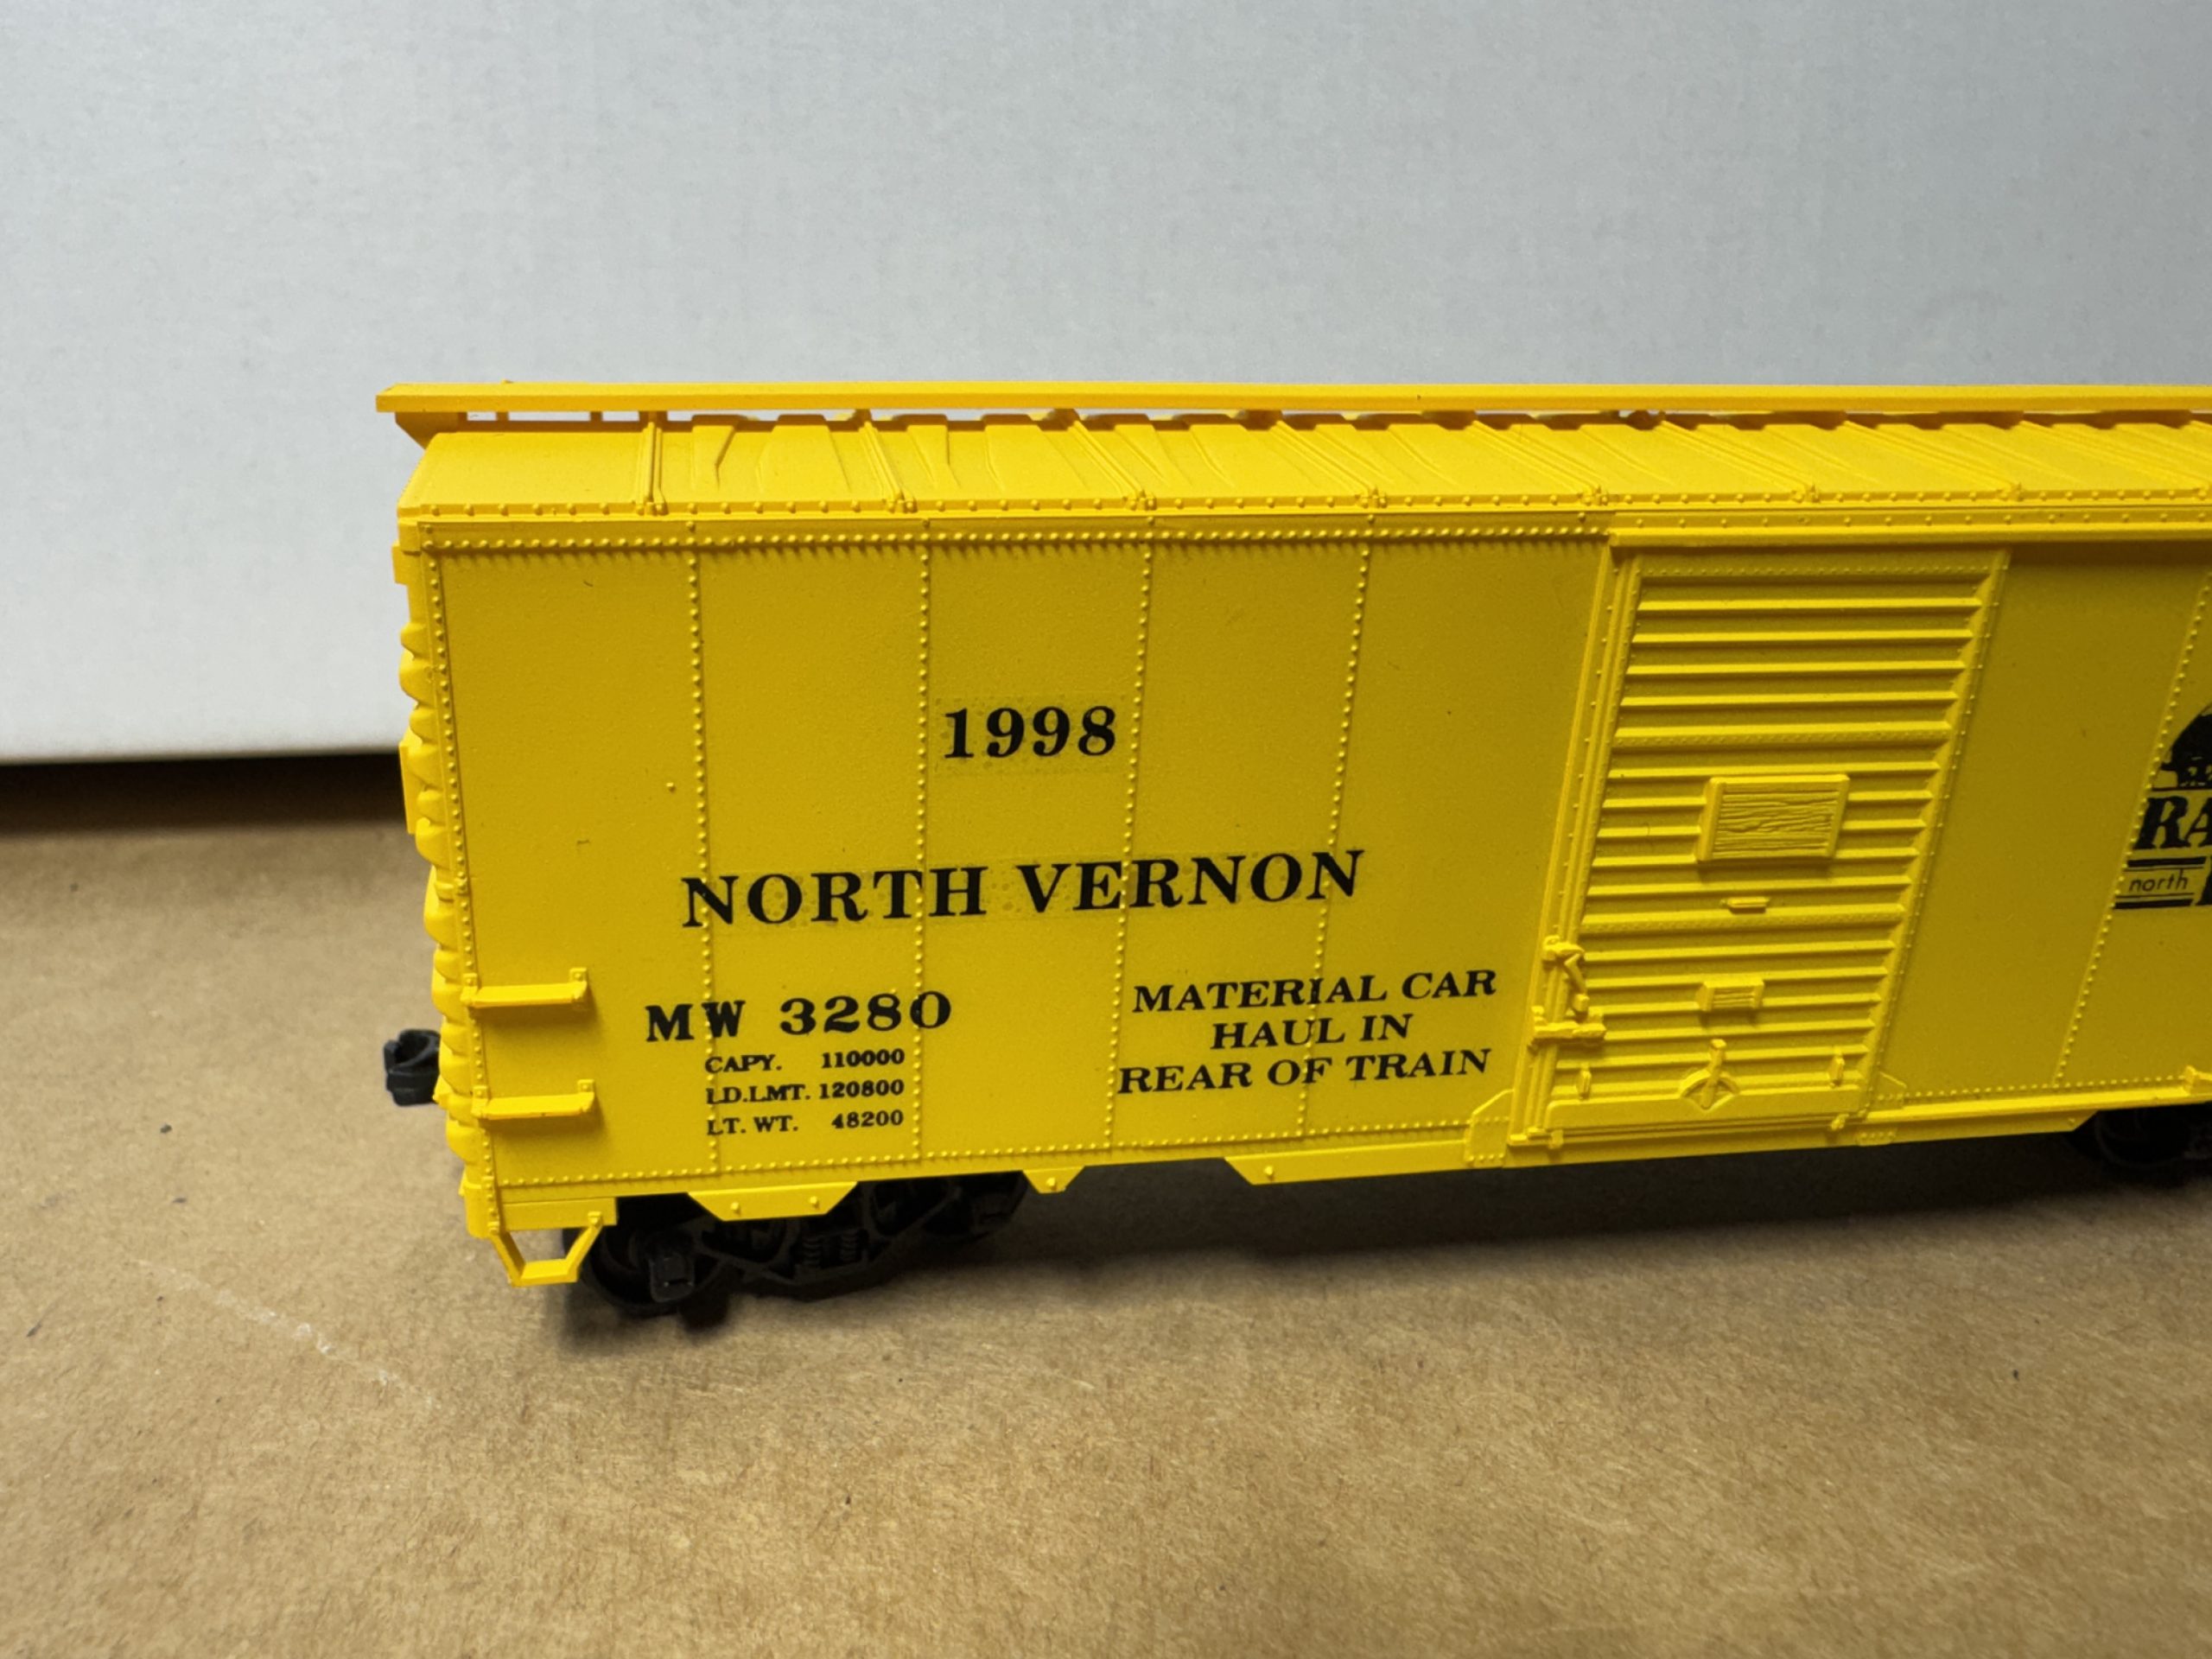 1998
NORTH VERNON
MW 3280
CAPY. 110000
LD.LMT. 120800
LT. WT. 48200
MATERIAL CAR
HAUL IN
REAR OF TRAIN
RA
north